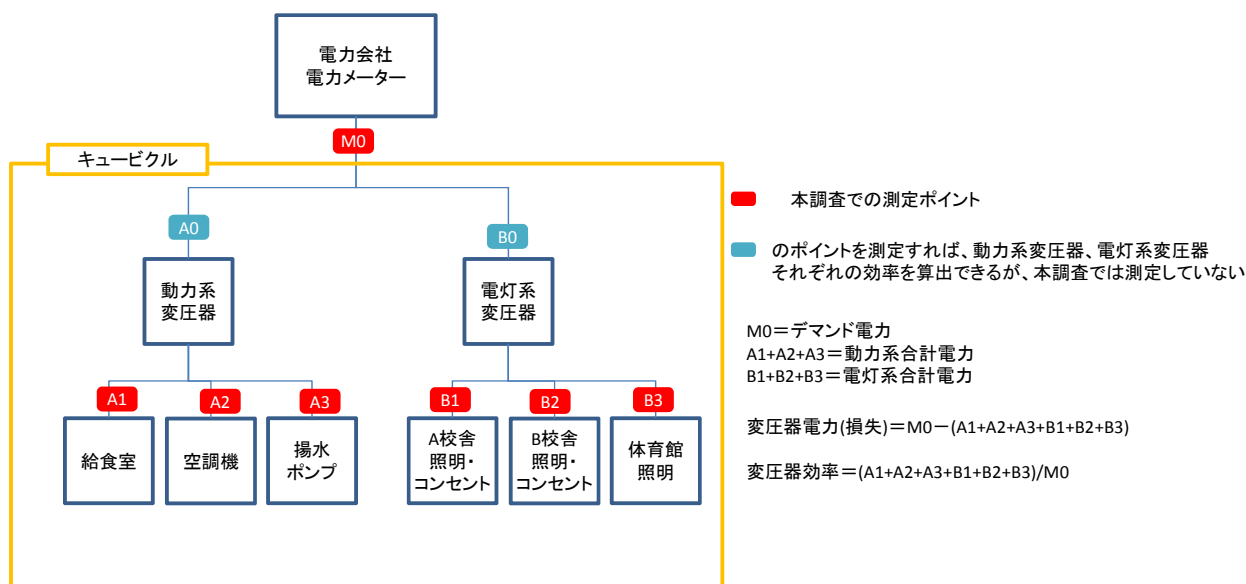 電力会社
電力メーター
M0
キュービクル
A0
B0
動力系
変圧器
電灯系
変圧器
A1
A2
A3
B1
B2
B3
給食室
空調機
揚水
ポンプ
A校舎
照明・
コンセント
B校舎
照明・
コンセント
体育館
照明
本調査での測定ポイント
のポイントを測定すれば、動力系変圧器、電灯系変圧器
それぞれの効率を算出できるが、本調査では測定していない
M0＝デマンド電力
A1+A2+A3＝動力系合計電力
B1+B2+B3＝電灯系合計電力
変圧器電力(損失)＝M0－(A1+A2+A3+B1+B2+B3)
変圧器効率＝(A1+A2+A3+B1+B2+B3)/M0